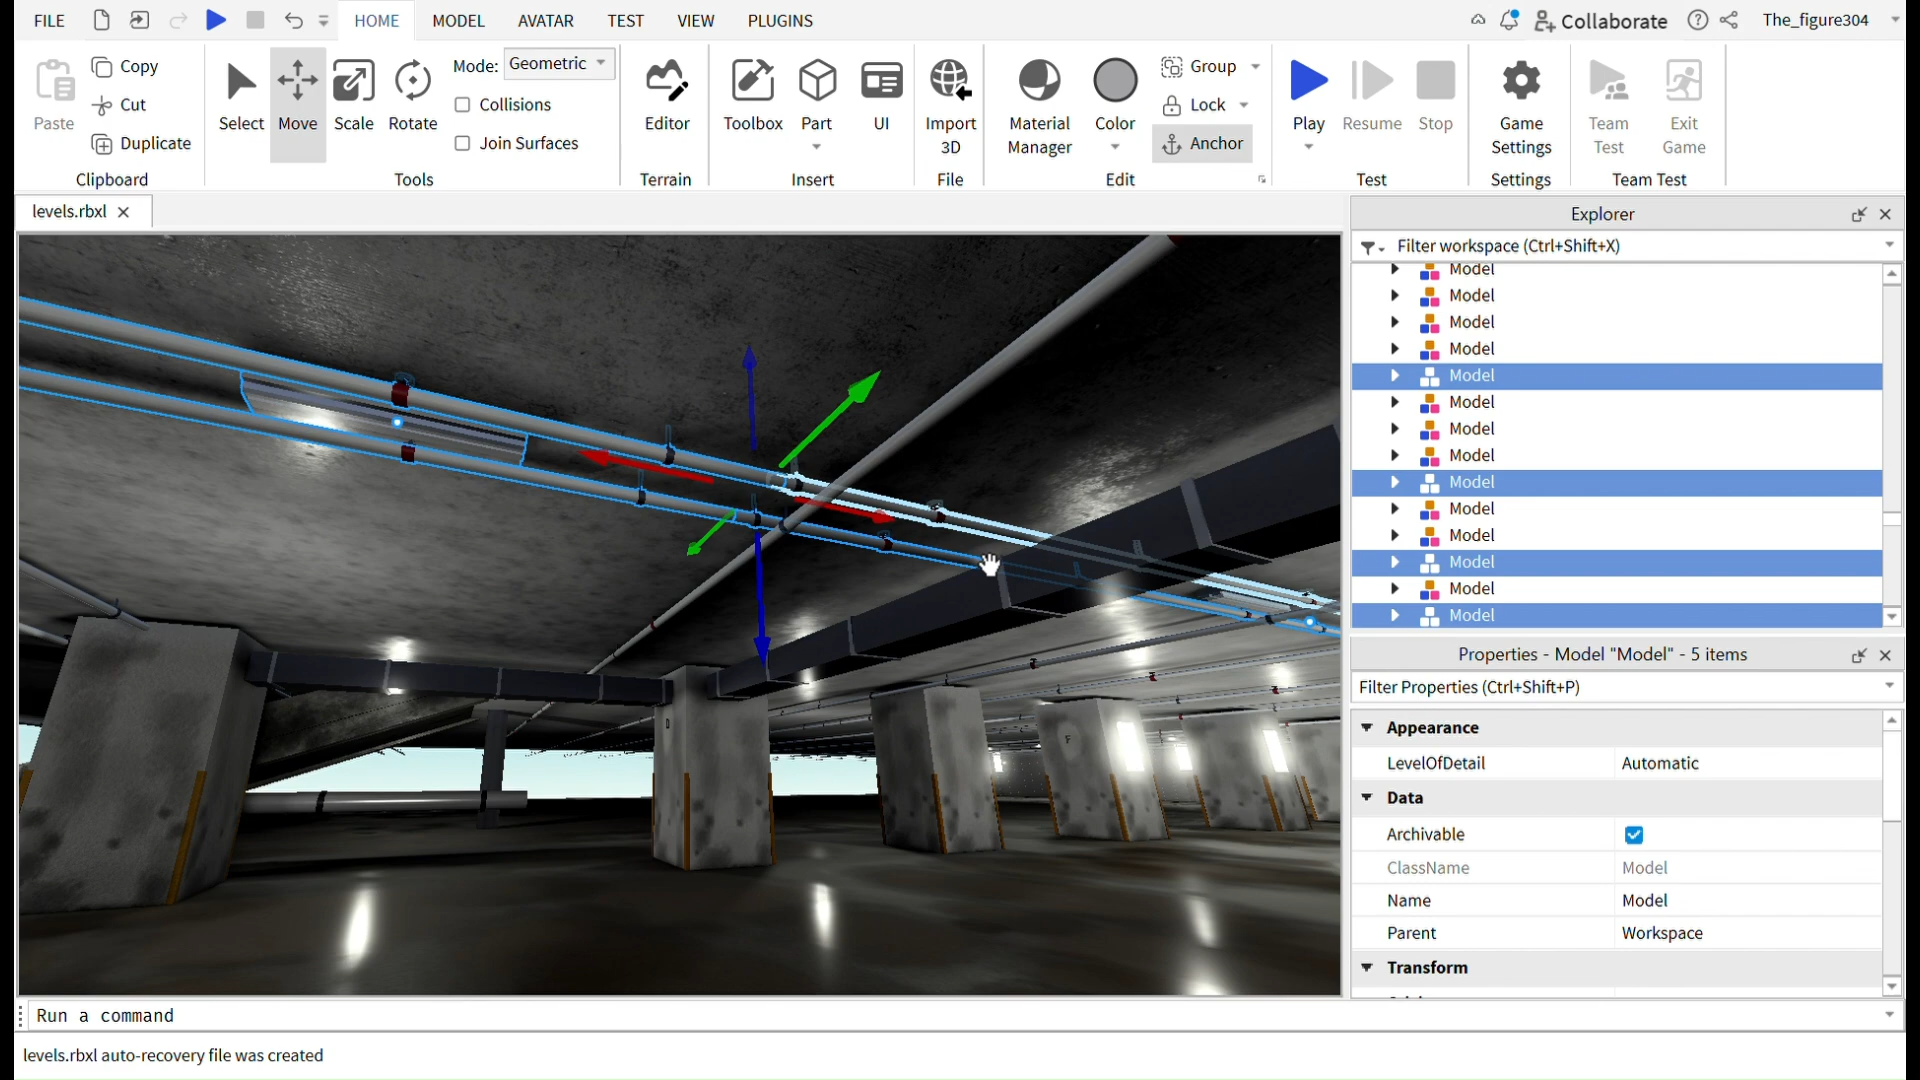 FILE HOME MODEL AVATAR TEST VIEW PLUGINS Collaborate The_figure304
Paste
Copy
Cut
Duplicate
Clipboard
Select
Move
Scale
Rotate
Mode: Geometric
Collisions
Join Surfaces
Tools
Editor
Terrain
Toolbox
Part
UI
Insert
Import
3D
File
Material
Manager
Color
Group
Lock
Anchor
Edit
Play
Resume
Stop
Test
Game
Settings
Settings
Team
Test
Exit
Game
Team Test
levels.rbxl
Explorer
Filter workspace (Ctrl+Shift+X)
Model
Model
Model
Model
Model
Model
Model
Model
Model
Model
Model
Model
Model
Model
Properties - Model "Model" - 5 items
Filter Properties (Ctrl+Shift+P)
Appearance
LevelOfDetail Automatic
Data
Archivable
ClassName Model
Name Model
Parent Workspace
Transform
D
F
Run a command
levels.rbxl auto-recovery file was created